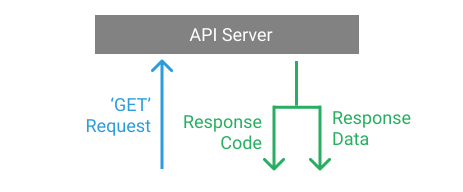 API Server
‘GET’
Request
Response
Code
Response
Data